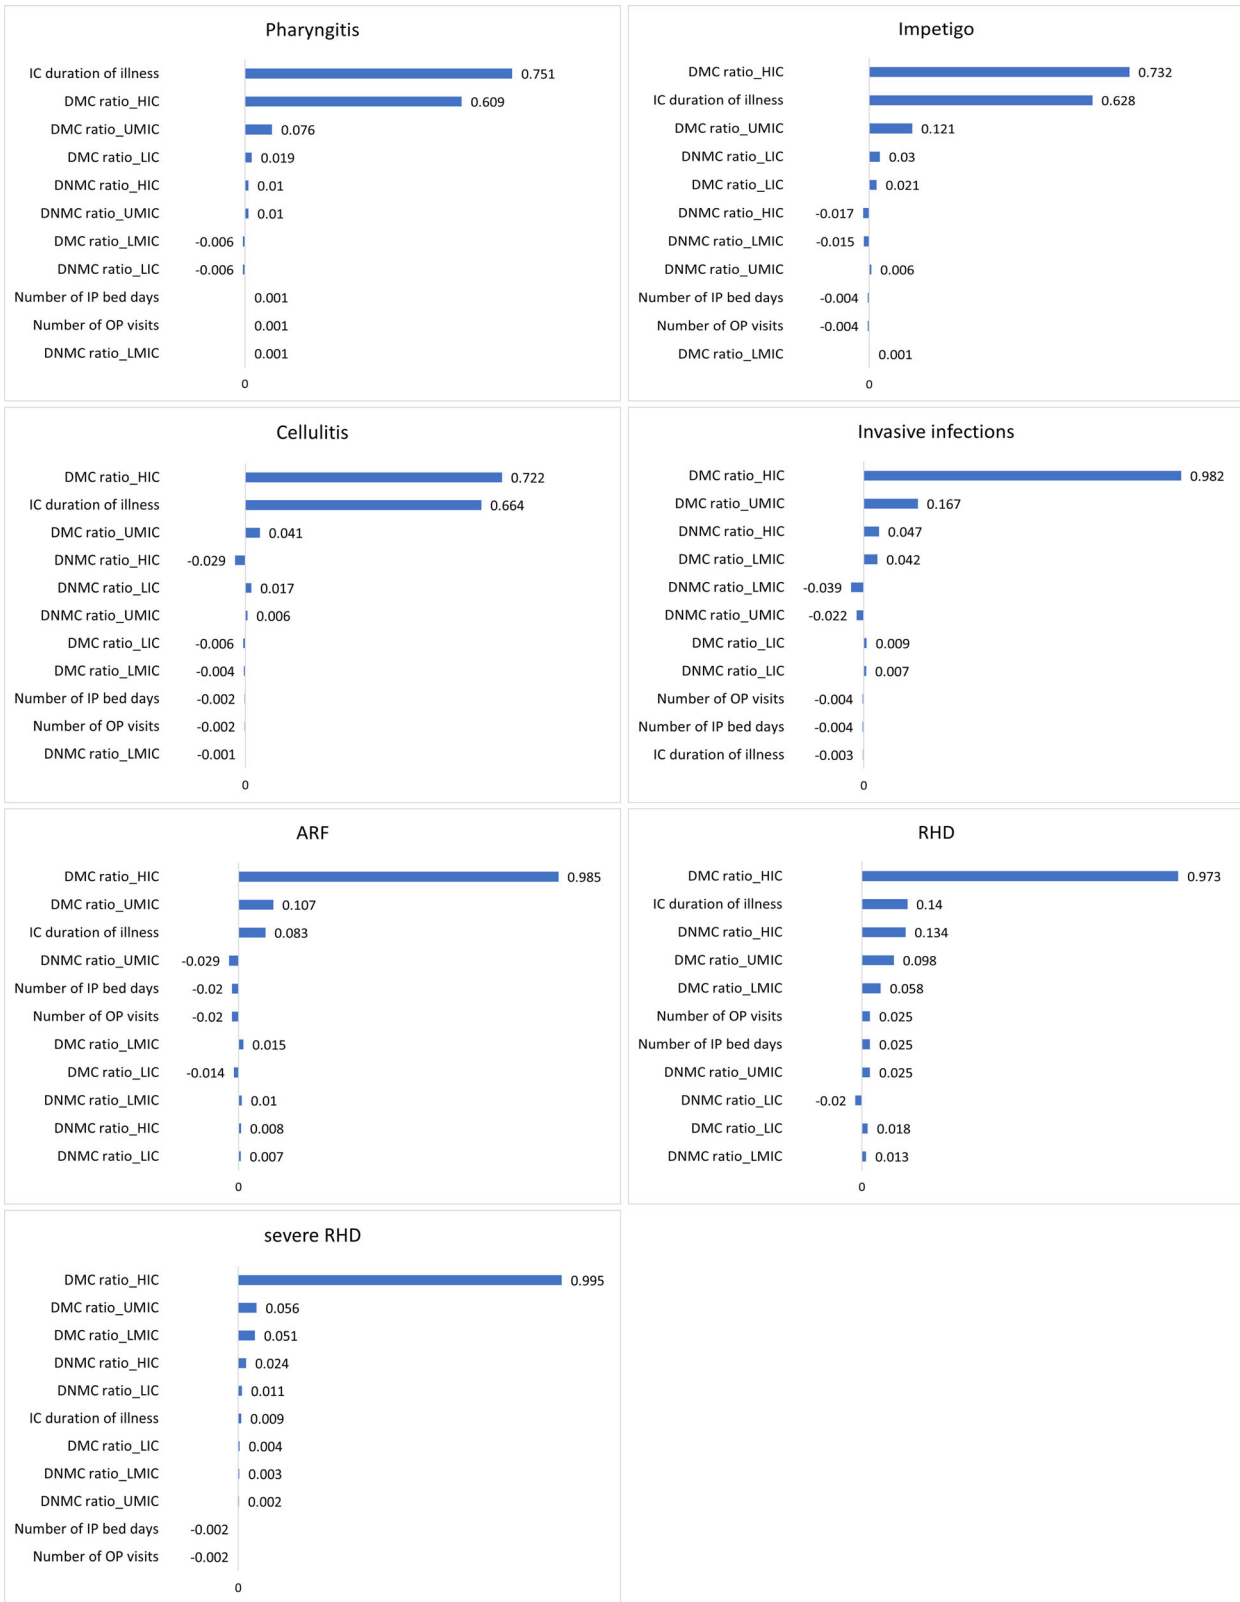 Pharyngitis
IC duration of illness 0.751
DMC ratio_HIC 0.609
DMC ratio_UMIC 0.076
DMC ratio_LIC 0.019
DNMC ratio_HIC 0.01
DNMC ratio_UMIC 0.01
DMC ratio_LMIC -0.006
DNMC ratio_LIC -0.006
Number of IP bed days 0.001
Number of OP visits 0.001
DNMC ratio_LMIC 0.001
0
Impetigo
DMC ratio_HIC 0.732
IC duration of illness 0.628
DMC ratio_UMIC 0.121
DNMC ratio_LIC 0.03
DMC ratio_LIC 0.021
DNMC ratio_HIC -0.017
DNMC ratio_LMIC -0.015
DNMC ratio_UMIC 0.006
Number of IP bed days -0.004
Number of OP visits -0.004
DMC ratio_LMIC 0.001
0
Cellulitis
DMC ratio_HIC 0.722
IC duration of illness 0.664
DMC ratio_UMIC 0.041
DNMC ratio_HIC -0.029
DNMC ratio_LIC 0.017
DNMC ratio_UMIC 0.006
DMC ratio_LIC -0.006
DMC ratio_LMIC -0.004
Number of IP bed days -0.002
Number of OP visits -0.002
DNMC ratio_LMIC -0.001
0
Invasive infections
DMC ratio_HIC 0.982
DMC ratio_UMIC 0.167
DNMC ratio_HIC 0.047
DMC ratio_LMIC 0.042
DNMC ratio_LMIC -0.039
DNMC ratio_UMIC -0.022
DMC ratio_LIC 0.009
DNMC ratio_LIC 0.007
Number of OP visits -0.004
Number of IP bed days -0.004
IC duration of illness -0.003
0
ARF
DMC ratio_HIC 0.985
DMC ratio_UMIC 0.107
IC duration of illness 0.083
DNMC ratio_UMIC -0.029
Number of IP bed days -0.02
Number of OP visits -0.02
DMC ratio_LMIC 0.015
DMC ratio_LIC -0.014
DNMC ratio_LMIC 0.01
DNMC ratio_HIC 0.008
DNMC ratio_LIC 0.007
0
RHD
DMC ratio_HIC 0.973
IC duration of illness 0.14
DNMC ratio_HIC 0.134
DMC ratio_UMIC 0.098
DMC ratio_LMIC 0.058
Number of OP visits 0.025
Number of IP bed days 0.025
DNMC ratio_UMIC 0.025
DNMC ratio_LIC -0.02
DMC ratio_LIC 0.018
DNMC ratio_LMIC 0.013
0
severe RHD
DMC ratio_HIC 0.995
DMC ratio_UMIC 0.056
DMC ratio_LMIC 0.051
DNMC ratio_HIC 0.024
DNMC ratio_LIC 0.011
IC duration of illness 0.009
DMC ratio_LIC 0.004
DNMC ratio_LMIC 0.003
DNMC ratio_UMIC 0.002
Number of IP bed days -0.002
Number of OP visits -0.002
0